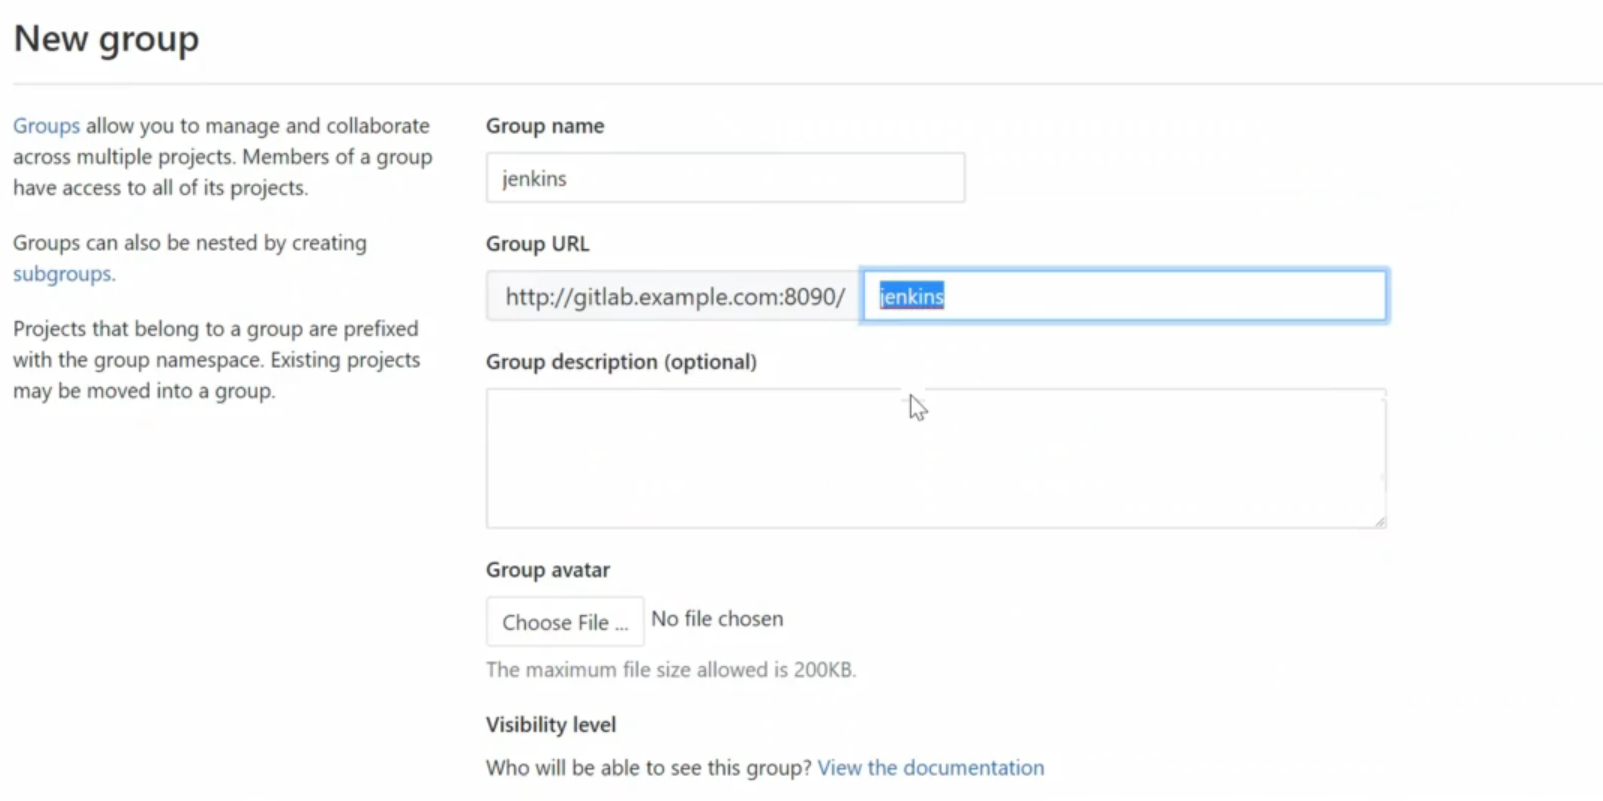 New group
Groups allow you to manage and collaborate
across multiple projects. Members of a group
have access to all of its projects.
Groups can also be nested by creating
subgroups.
Projects that belong to a group are prefixed
with the group namespace. Existing projects
may be moved into a group.
Group name
jenkins
Group URL
http://gitlab.example.com:8090/ jenkins
Group description (optional)
Group avatar
Choose File ... No file chosen
The maximum file size allowed is 200KB.
Visibility level
Who will be able to see this group? View the documentation